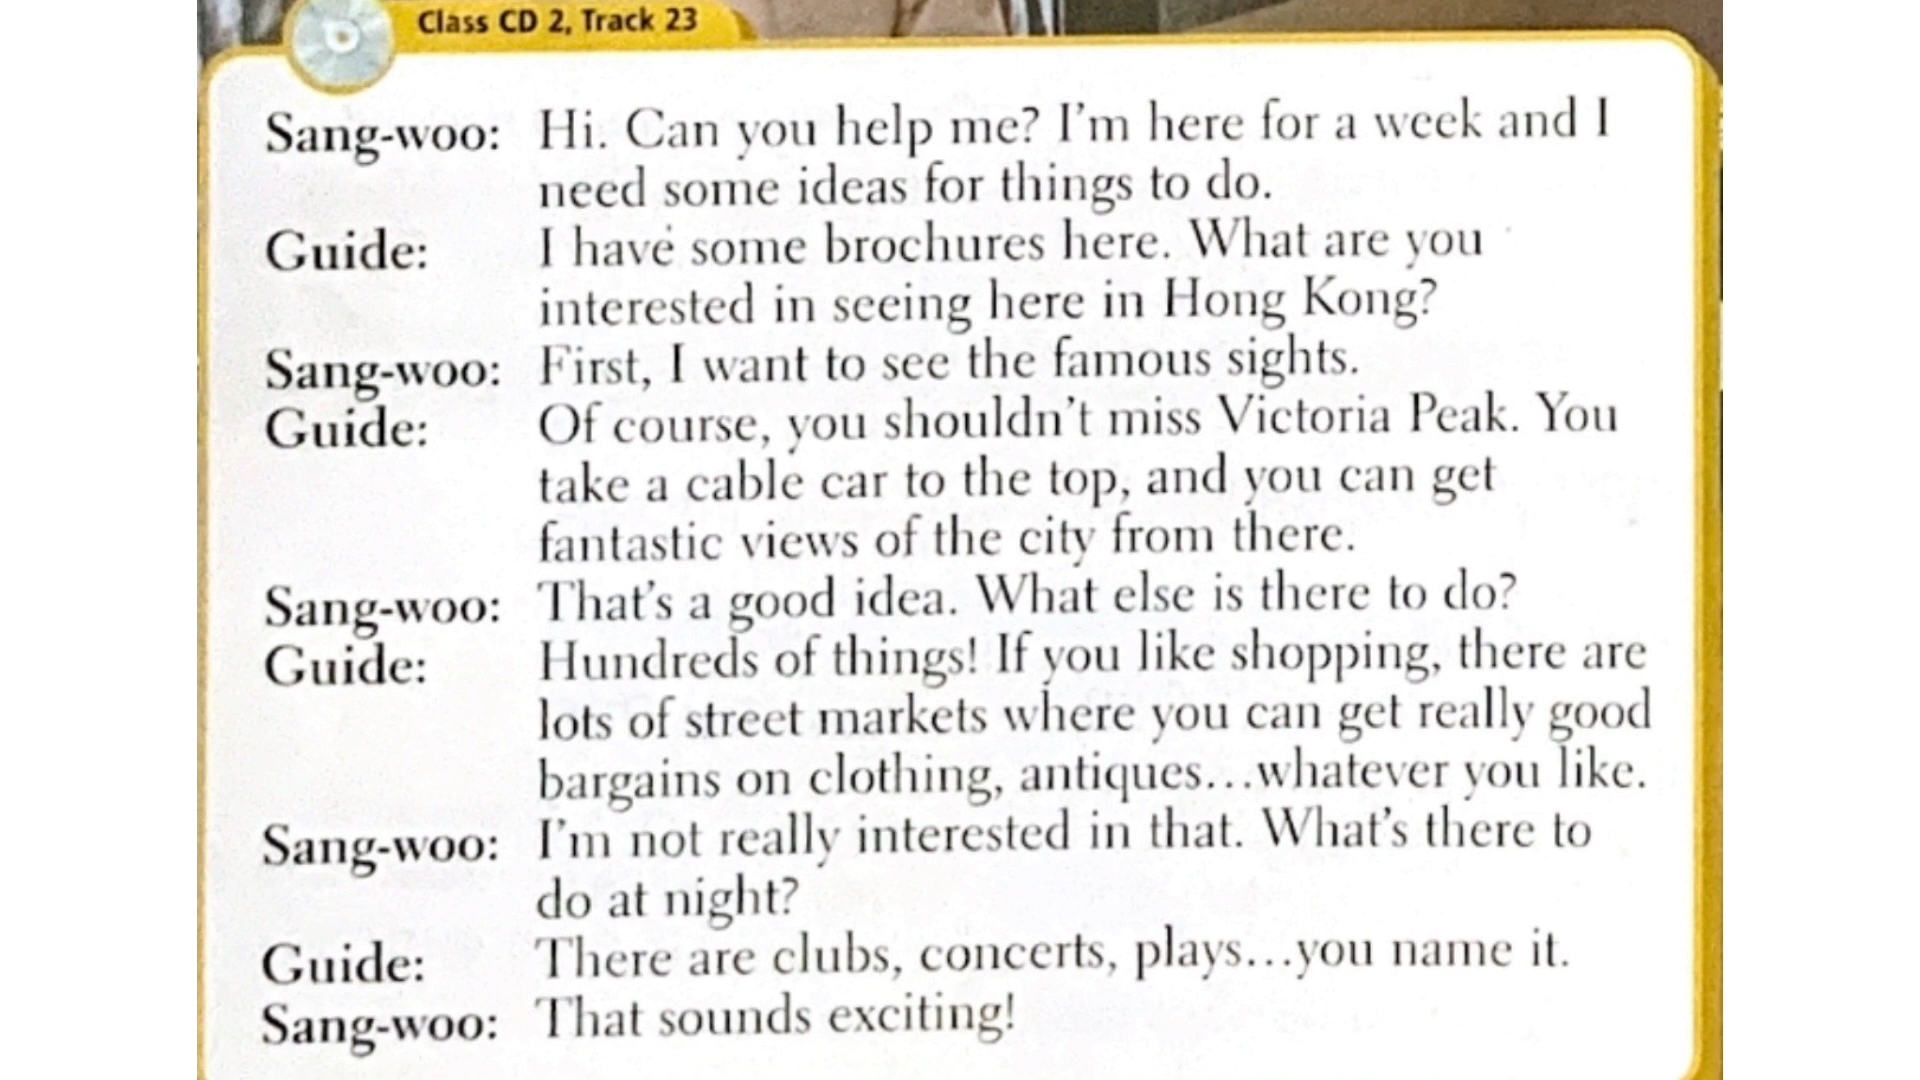 Class CD 2, Track 23
Sang-woo: Hi. Can you help me? I'm here for a week and I
need some ideas for things to do.
Guide: I have some brochures here. What are you
interested in seeing here in Hong Kong?
Sang-woo: First, I want to see the famous sights.
Guide: Of course, you shouldn't miss Victoria Peak. You
take a cable car to the top, and you can get
fantastic views of the city from there.
Sang-woo: That's a good idea. What else is there to do?
Guide: Hundreds of things! If you like shopping, there are
lots of street markets where you can get really good
bargains on clothing, antiques...whatever you like.
Sang-woo: I'm not really interested in that. What's there to
do at night?
Guide: There are clubs, concerts, plays...you name it.
Sang-woo: That sounds exciting!